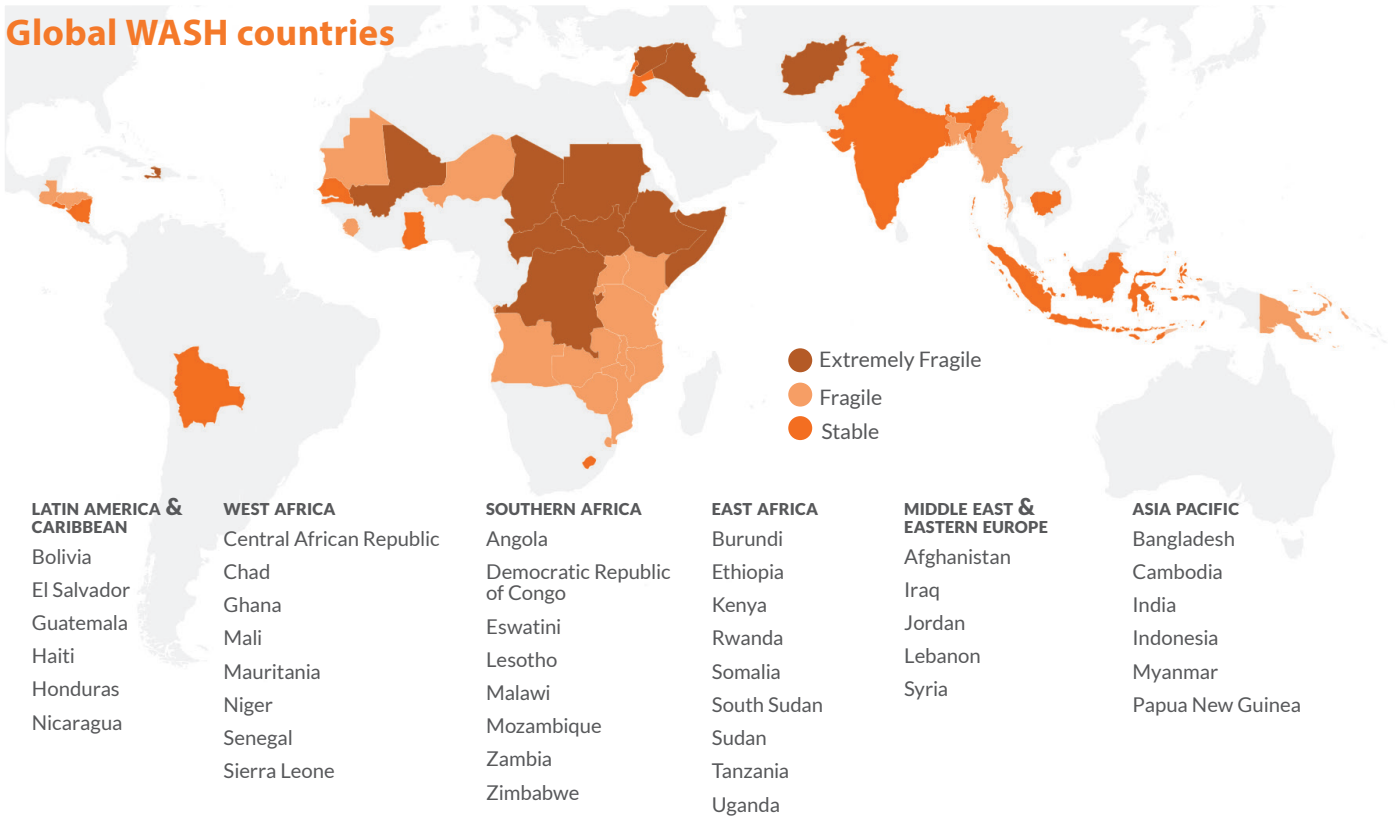 Global WASH countries
Extremely Fragile
Fragile
Stable
LATIN AMERICA &
CARIBBEAN
Bolivia
El Salvador
Guatemala
Haiti
Honduras
Nicaragua
WEST AFRICA
Central African Republic
Chad
Ghana
Mali
Mauritania
Niger
Senegal
Sierra Leone
SOUTHERN AFRICA
Angola
Democratic Republic
of Congo
Eswatini
Lesotho
Malawi
Mozambique
Zambia
Zimbabwe
EAST AFRICA
Burundi
Ethiopia
Kenya
Rwanda
Somalia
South Sudan
Sudan
Tanzania
Uganda
MIDDLE EAST &
EASTERN EUROPE
Afghanistan
Iraq
Jordan
Lebanon
Syria
ASIA PACIFIC
Bangladesh
Cambodia
India
Indonesia
Myanmar
Papua New Guinea